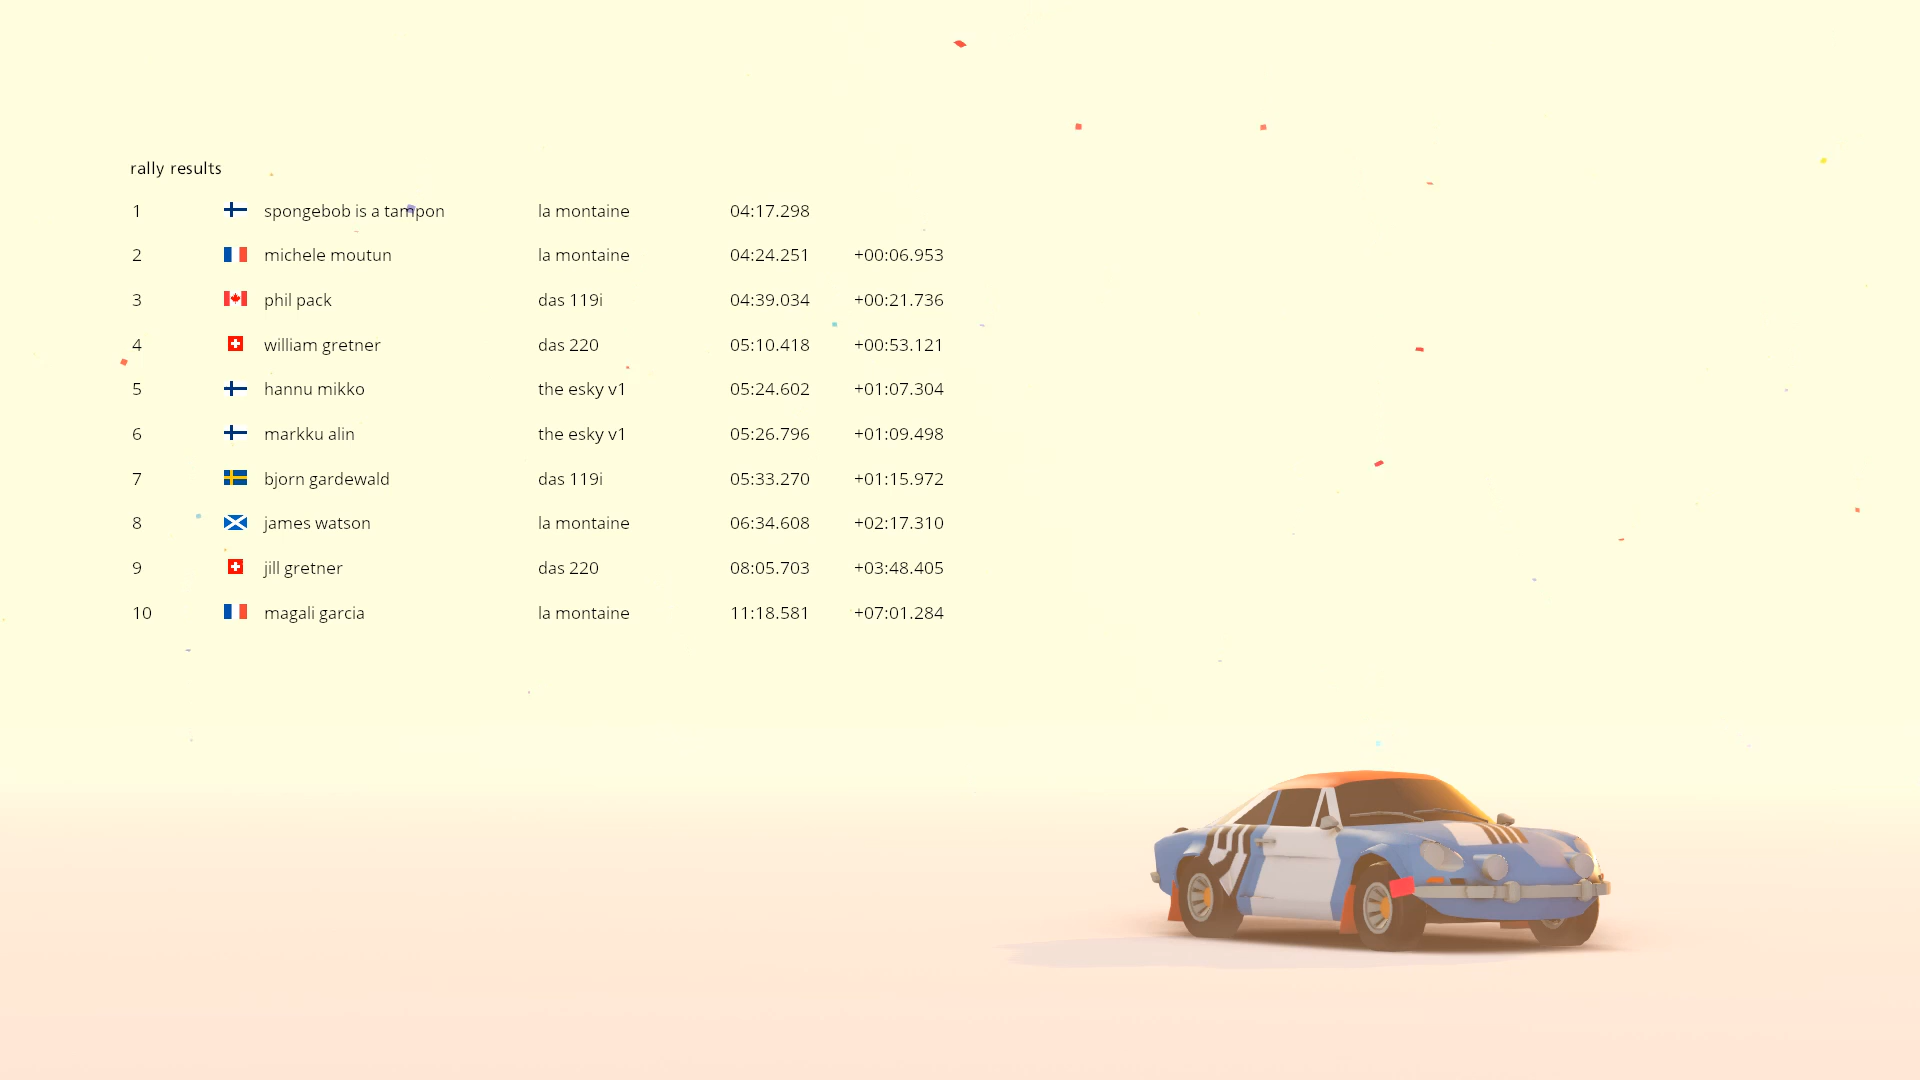 rally results
1 spongebob is a tampon la montaine 04:17.298
2 michele moutun la montaine 04:24.251 +00:06.953
3 phil pack das 119i 04:39.034 +00:21.736
4 william gretner das 220 05:10.418 +00:53.121
5 hannu mikko the esky v1 05:24.602 +01:07.304
6 markku alin the esky v1 05:26.796 +01:09.498
7 bjorn gardewald das 119i 05:33.270 +01:15.972
8 james watson la montaine 06:34.608 +02:17.310
9 jill gretner das 220 08:05.703 +03:48.405
10 magali garcia la montaine 11:18.581 +07:01.284